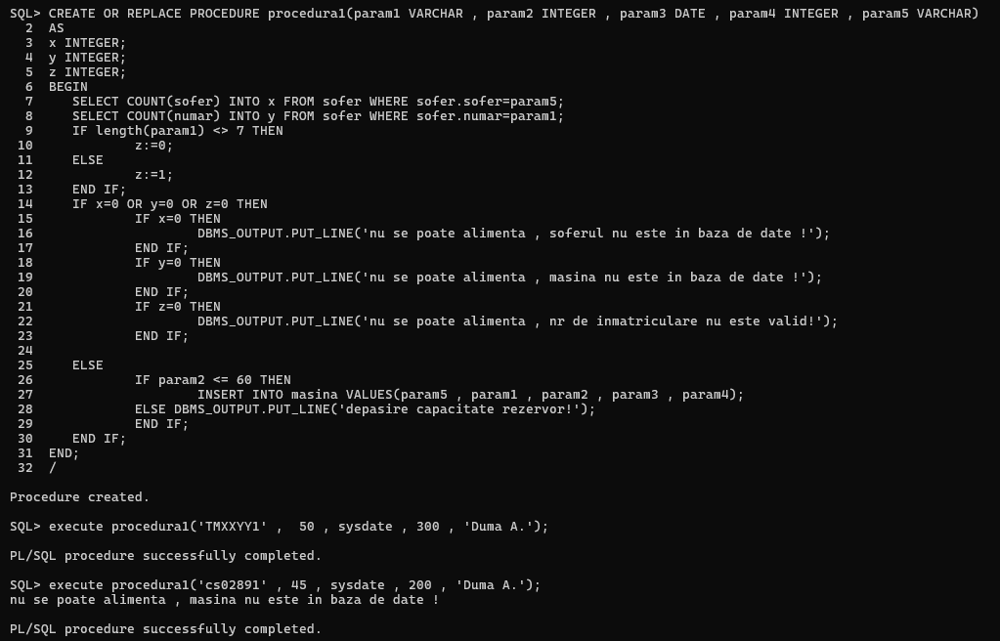 SQL> CREATE OR REPLACE PROCEDURE procedura1(param1 VARCHAR , param2 INTEGER , param3 DATE , param4 INTEGER , param5 VARCHAR)
  2  AS
  3  x INTEGER;
  4  y INTEGER;
  5  z INTEGER;
  6  BEGIN
  7     SELECT COUNT(sofer) INTO x FROM sofer WHERE sofer.sofer=param5;
  8     SELECT COUNT(numar) INTO y FROM sofer WHERE sofer.numar=param1;
  9     IF length(param1) <> 7 THEN
 10             z:=0;
 11     ELSE
 12             z:=1;
 13     END IF;
 14     IF x=0 OR y=0 OR z=0 THEN
 15             IF x=0 THEN
 16                     DBMS_OUTPUT.PUT_LINE('nu se poate alimenta , soferul nu este in baza de date !');
 17             END IF;
 18             IF y=0 THEN
 19                     DBMS_OUTPUT.PUT_LINE('nu se poate alimenta , masina nu este in baza de date !');
 20             END IF;
 21             IF z=0 THEN
 22                     DBMS_OUTPUT.PUT_LINE('nu se poate alimenta , nr de inmatriculare nu este valid!');
 23             END IF;
 24
 25     ELSE
 26             IF param2 <= 60 THEN
 27                     INSERT INTO masina VALUES(param5 , param1 , param2 , param3 , param4);
 28             ELSE DBMS_OUTPUT.PUT_LINE('depasire capacitate rezervor!');
 29             END IF;
 30     END IF;
 31  END;
 32  /
Procedure created.
SQL> execute procedura1('TMXXYY1' ,  50 , sysdate , 300 , 'Duma A.');
PL/SQL procedure successfully completed.
SQL> execute procedura1('cs02891' , 45 , sysdate , 200 , 'Duma A.');
nu se poate alimenta , masina nu este in baza de date !
PL/SQL procedure successfully completed.